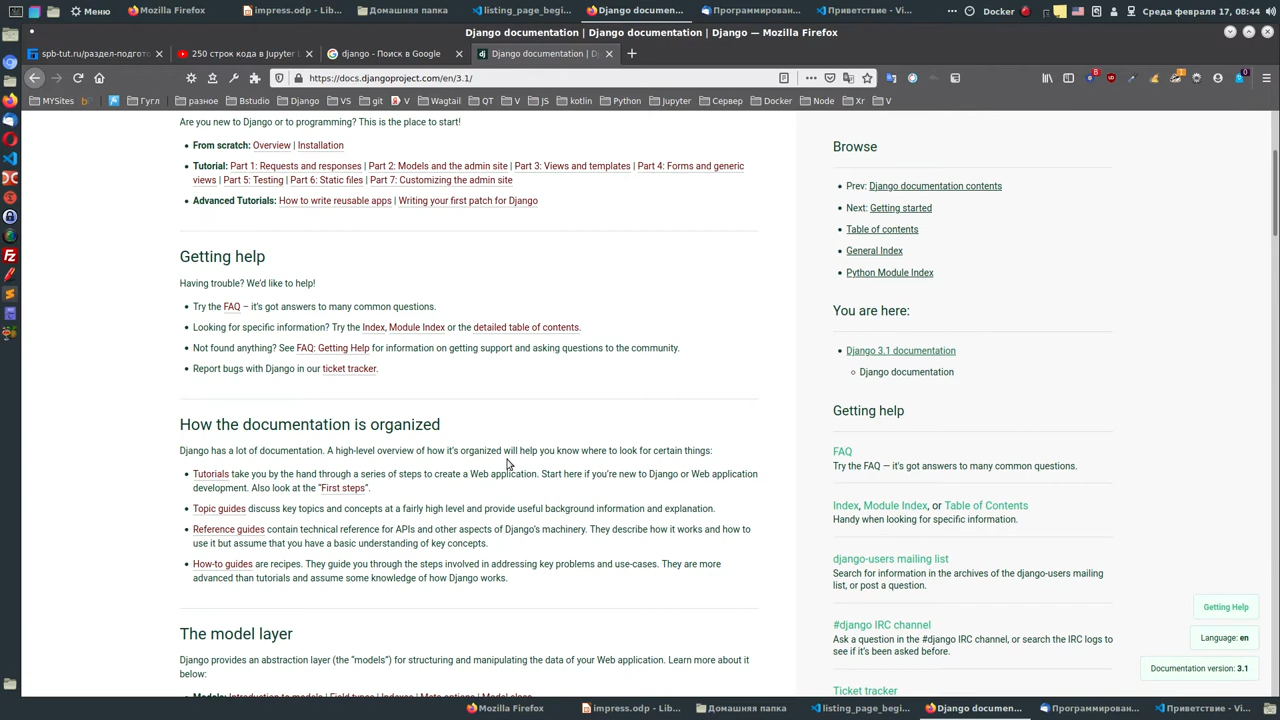 Меню
Mozilla Firefox
impress.odp - Lib...
Домашняя папка
listing_page_begi...
Django documen...
Программирован...
Приветствие - Vi...
Docker
Среда Февраля 17, 08:44
Django documentation | Django documentation | Django — Mozilla Firefox
spb-tut.ru/раздел-подгото
250 строк кода в Jupyter
django - Поиск в Google
Django documentation | D
https://docs.djangoproject.com/en/3.1/
MYSites
Гугл
разное
Bstudio
Django
VS
git
V
Wagtail
QT
V
JS
kotlin
Python
Jupyter
Сервер
Docker
Node
Xr
V
Are you new to Django or to programming? This is the place to start!
From scratch: Overview | Installation
Tutorial: Part 1: Requests and responses | Part 2: Models and the admin site | Part 3: Views and templates | Part 4: Forms and generic
views | Part 5: Testing | Part 6: Static files | Part 7: Customizing the admin site
Advanced Tutorials: How to write reusable apps | Writing your first patch for Django
Getting help
Having trouble? We'd like to help!
Try the FAQ – it's got answers to many common questions.
Looking for specific information? Try the Index, Module Index or the detailed table of contents.
Not found anything? See FAQ: Getting Help for information on getting support and asking questions to the community.
Report bugs with Django in our ticket tracker.
How the documentation is organized
Django has a lot of documentation. A high-level overview of how it's organized will help you know where to look for certain things:
Tutorials take you by the hand through a series of steps to create a Web application. Start here if you're new to Django or Web application
development. Also look at the "First steps".
Topic guides discuss key topics and concepts at a fairly high level and provide useful background information and explanation.
Reference guides contain technical reference for APIs and other aspects of Django's machinery. They describe how it works and how to
use it but assume that you have a basic understanding of key concepts.
How-to guides are recipes. They guide you through the steps involved in addressing key problems and use-cases. They are more
advanced than tutorials and assume some knowledge of how Django works.
The model layer
Django provides an abstraction layer (the "models") for structuring and manipulating the data of your Web application. Learn more about it
below:
Models: Introduction to models | Field types | Indexes | Meta options | Model class
Browse
Prev: Django documentation contents
Next: Getting started
Table of contents
General Index
Python Module Index
You are here:
Django 3.1 documentation
Django documentation
Getting help
FAQ
Try the FAQ — it's got answers to many common questions.
Index, Module Index, or Table of Contents
Handy when looking for specific information.
django-users mailing list
Search for information in the archives of the django-users mailing
list, or post a question.
#django IRC channel
Ask a question in the #django IRC channel, or search the IRC logs to
see if it's been asked before.
Ticket tracker
Getting Help
Language: en
Documentation version: 3.1
Mozilla Firefox
impress.odp - Lib...
Домашняя папка
listing_page_begi...
Django documen...
Программирован...
Приветствие - Vi...